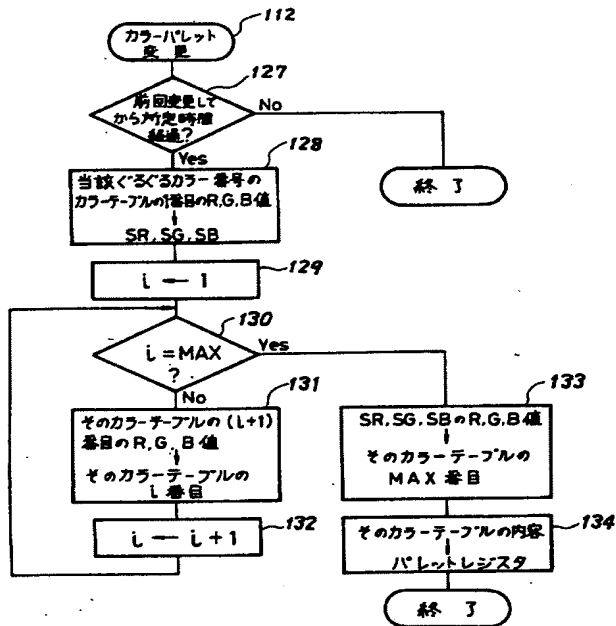 112
カラーパレット
変更
127
前回変更して
から所定時間
経過?
No
Yes
128
当該ぐるぐるカラー番号の
カラーテーブルの1番目のR,G,B値
SR, SG, SB
終了
129
i ← 1
130
i = MAX
?
Yes
No
131
そのカラーテーブルの (i+1)
番目のR, G, B値
そのカラーテーブルの
i 番目
132
i ← i+1
133
SR, SG, SBのR,G,B値
そのカラーテーブルの
MAX 番目
134
そのカラーテーブルの内容
パレットレジスタ
終了